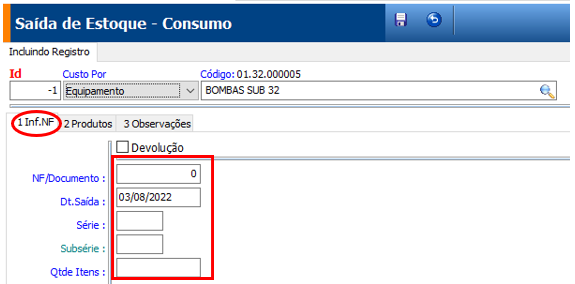 Saída de Estoque - Consumo
Incluindo Registro
Id Custo Por Código: 01.32.000005
-1 Equipamento BOMBAS SUB 32
1 Inf.NF 2 Produtos 3 Observações
Devolução
NF/Documento : 0
Dt.Saída : 03/08/2022
Série :
Subsérie :
Qtde Itens :